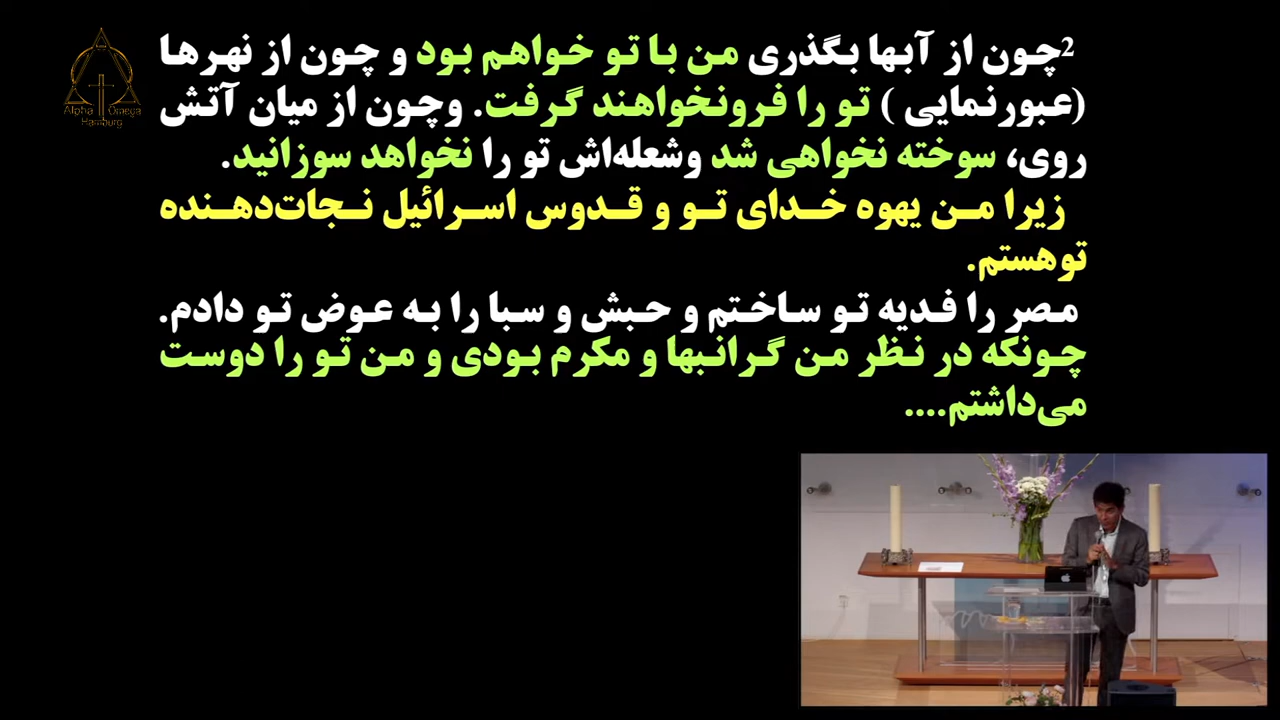 Alpha Omega
Hamburg
²چون از آبها بگذری من با تو خواهم بود و چون از نهرها
(عبورنمایی ) تو را فرونخواهند گرفت. وچون از میان آتش
روی، سوخته نخواهی شد وشعله‌اش تو را نخواهد سوزانید.
زیرا من یهوه خدای تو و قدوس اسرائیل نجات‌دهنده
توهستم.
مصر را فدیه تو ساختم و حبش و سبا را به عوض تو دادم.
چونکه در نظر من گرانبها و مکرم بودی و من تو را دوست
می‌داشتم....